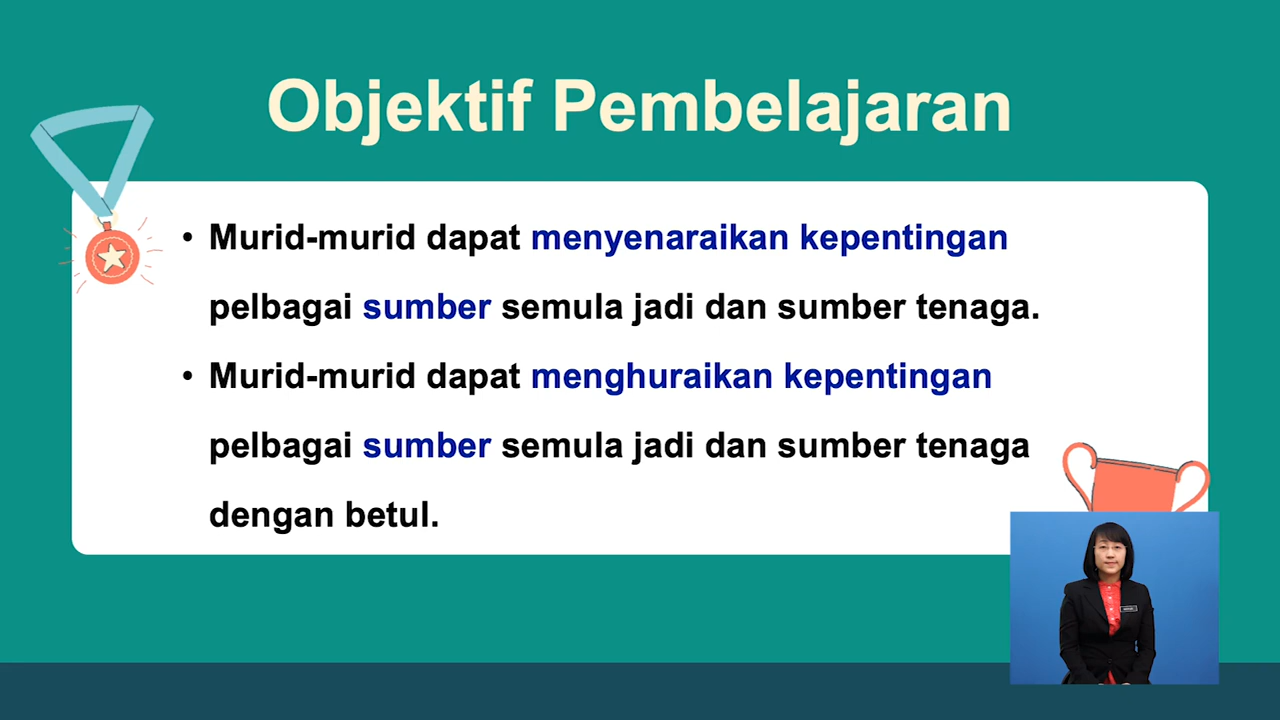 Objektif Pembelajaran
• Murid-murid dapat menyenaraikan kepentingan
pelbagai sumber semula jadi dan sumber tenaga.
• Murid-murid dapat menghuraikan kepentingan
pelbagai sumber semula jadi dan sumber tenaga
dengan betul.